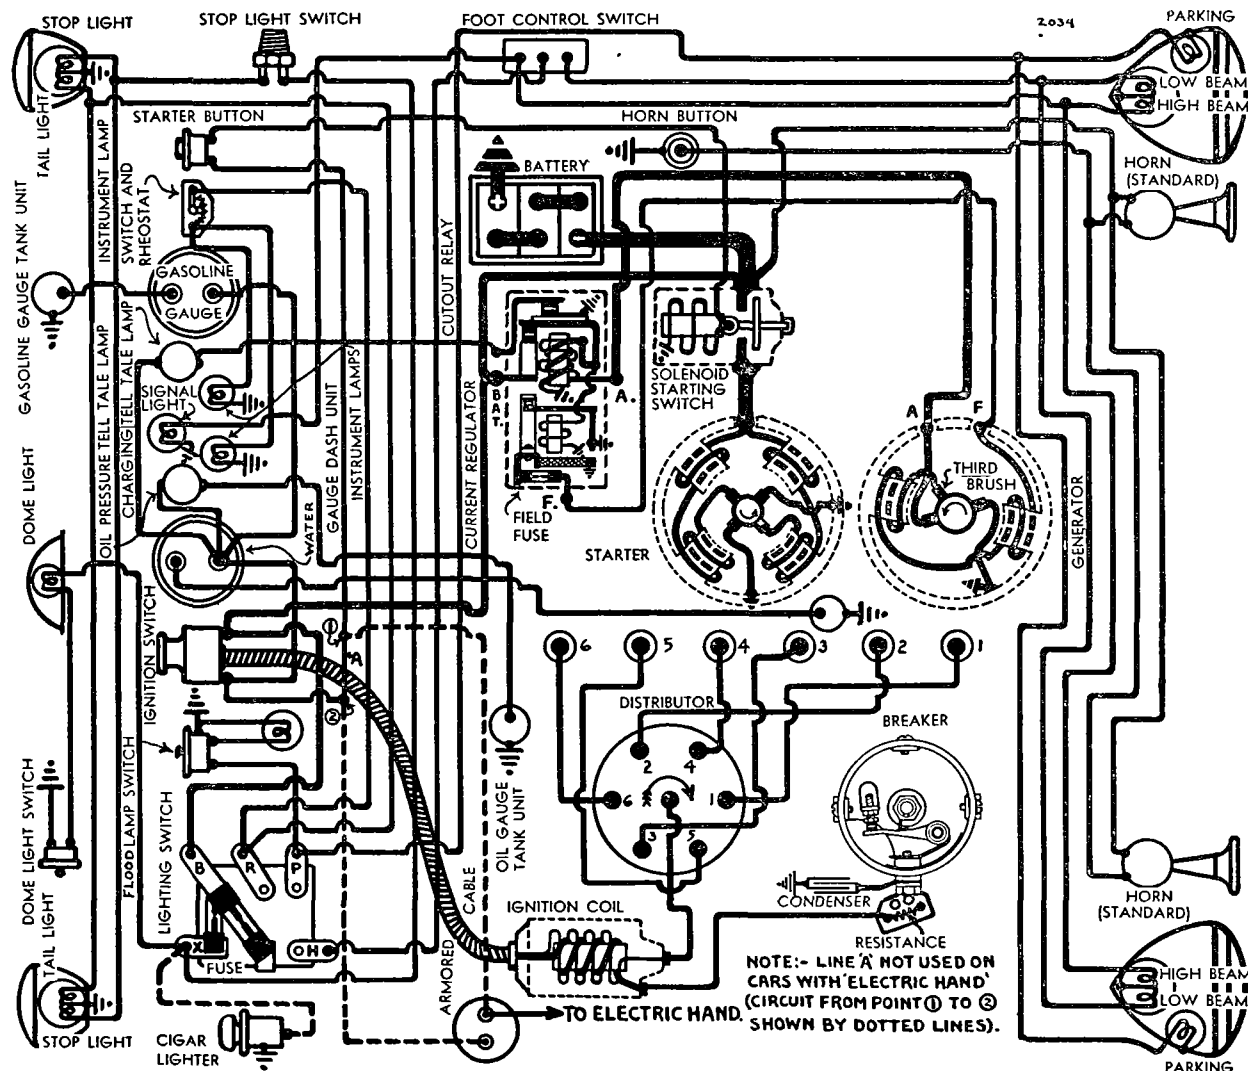 STOP LIGHT
STOP LIGHT SWITCH
FOOT CONTROL SWITCH
2034
PARKING
LOW BEAM
HIGH BEAM
TAIL LIGHT
INSTRUMENT LAMP
STARTER BUTTON
HORN BUTTON
BATTERY
HORN
(STANDARD)
SWITCH AND
RHEOSTAT
GASOLINE GAUGE TANK UNIT
GASOLINE
GAUGE
CUTOUT RELAY
OIL PRESSURE TELL TALE LAMP
CHARGING TELL TALE LAMP
SIGNAL
LIGHT
GAUGE DASH UNIT
INSTRUMENT LAMPS
CURRENT REGULATOR
BAT.
A.
F.
FIELD
FUSE
SOLENOID
STARTING
SWITCH
STARTER
A
F
THIRD
BRUSH
GENERATOR
DOME LIGHT
WATER
IGNITION SWITCH
1
"A"
2
6
5
4
3
2
1
DISTRIBUTOR
2
4
6
1
3
5
BREAKER
OIL GAUGE
TANK UNIT
DOME LIGHT SWITCH
FLOOD LAMP SWITCH
LIGHTING SWITCH
B
R
P
X
OH
FUSE
ARMORED
CABLE
IGNITION COIL
CONDENSER
RESISTANCE
HORN
(STANDARD)
TAIL LIGHT
STOP LIGHT
CIGAR
LIGHTER
TO ELECTRIC HAND.
NOTE:- LINE 'A' NOT USED ON
CARS WITH 'ELECTRIC HAND'
(CIRCUIT FROM POINT ① TO ②
SHOWN BY DOTTED LINES).
HIGH BEAM
LOW BEAM
PARKING